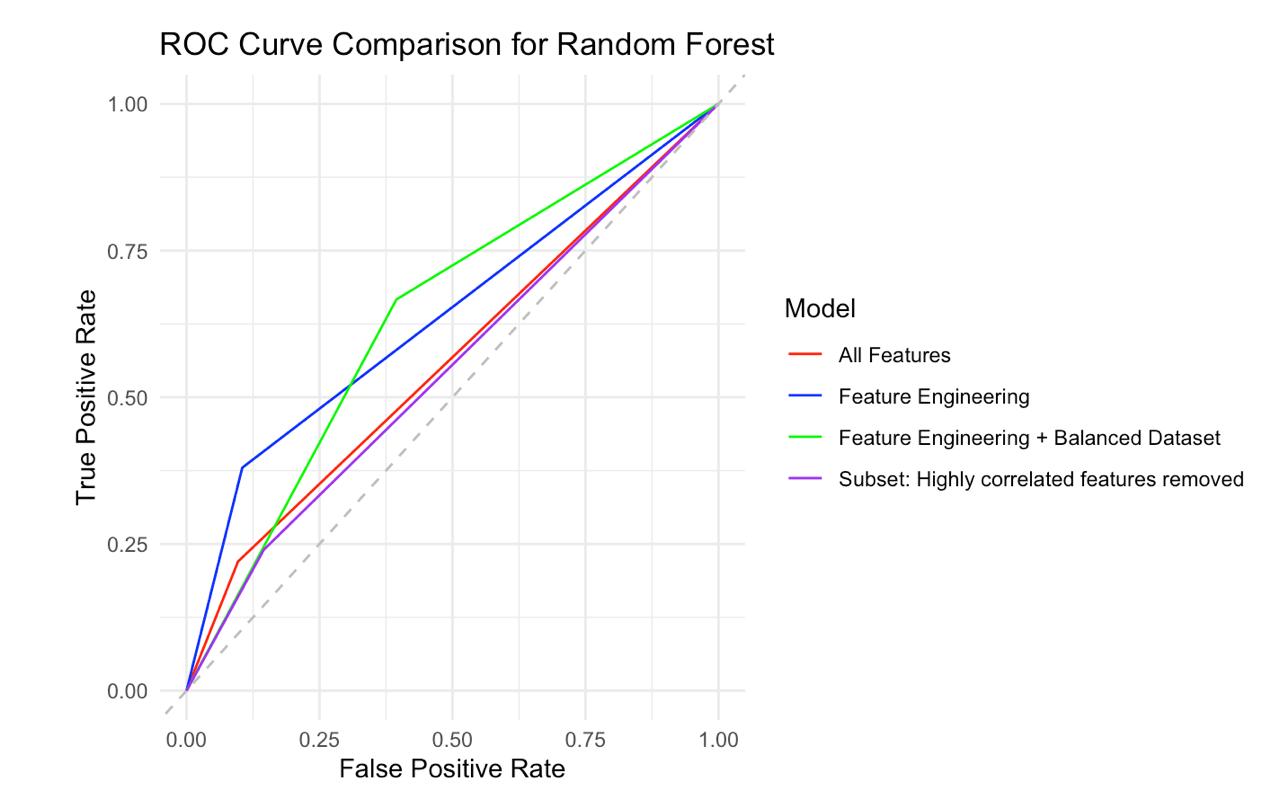 ROC Curve Comparison for Random Forest
1.00
0.75
0.50
0.25
0.00
True Positive Rate
0.00 0.25 0.50 0.75 1.00
False Positive Rate
Model
All Features
Feature Engineering
Feature Engineering + Balanced Dataset
Subset: Highly correlated features removed